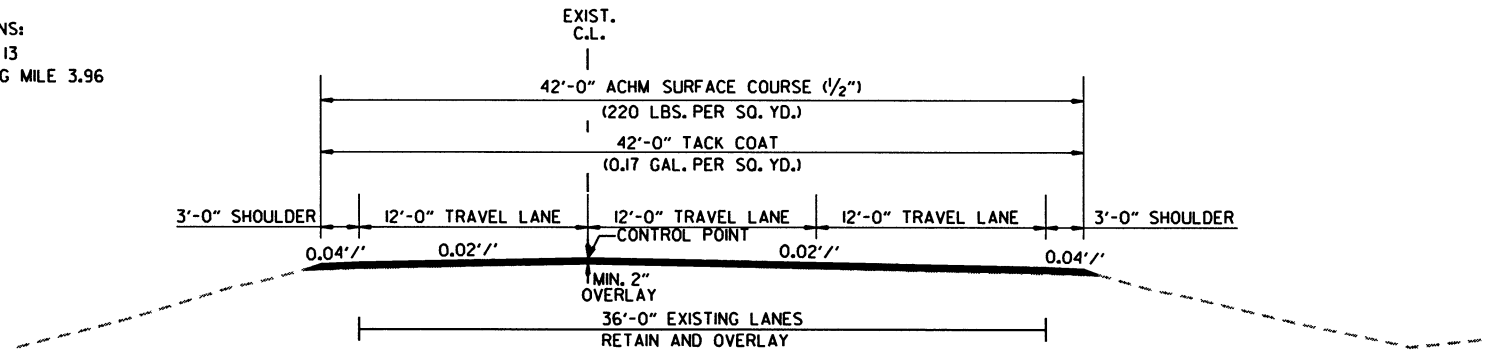 NS:
13
G MILE 3.96
EXIST.
C.L.
42'-0" ACHM SURFACE COURSE (1/2")
(220 LBS. PER SQ. YD.)
42'-0" TACK COAT
(0.17 GAL. PER SQ. YD.)
3'-0" SHOULDER 12'-0" TRAVEL LANE 12'-0" TRAVEL LANE 12'-0" TRAVEL LANE 3'-0" SHOULDER
CONTROL POINT
0.04'/' 0.02'/' 0.02'/' 0.04'/'
MIN. 2"
OVERLAY
36'-0" EXISTING LANES
RETAIN AND OVERLAY